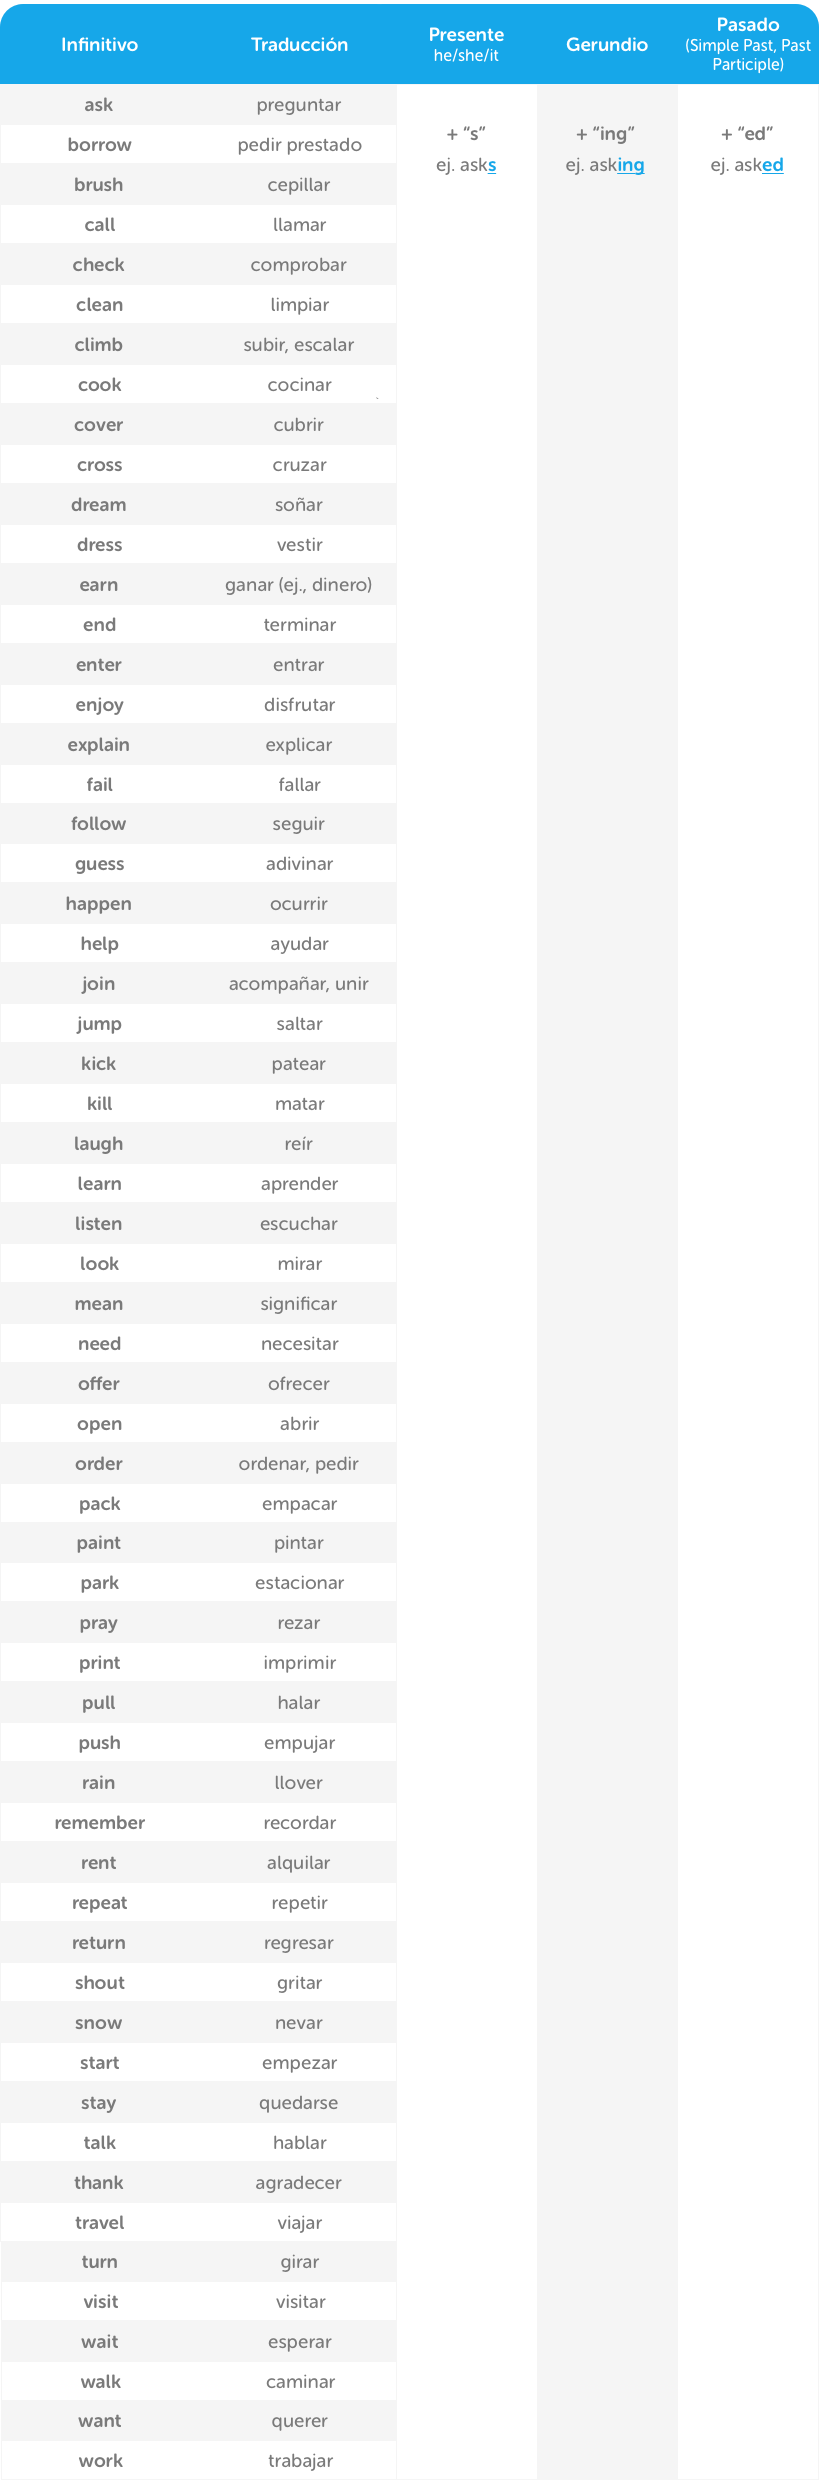 Infinitivo Traducción Presente he/she/it Gerundio Pasado (Simple Past, Past Participle)
ask preguntar
+ “s” + “ing” + “ed”
borrow pedir prestado
ej. asks ej. asking ej. asked
brush cepillar
call llamar
check comprobar
clean limpiar
climb subir, escalar
cook cocinar
cover cubrir
cross cruzar
dream soñar
dress vestir
earn ganar (ej., dinero)
end terminar
enter entrar
enjoy disfrutar
explain explicar
fail fallar
follow seguir
guess adivinar
happen ocurrir
help ayudar
join acompañar, unir
jump saltar
kick patear
kill matar
laugh reír
learn aprender
listen escuchar
look mirar
mean significar
need necesitar
offer ofrecer
open abrir
order ordenar, pedir
pack empacar
paint pintar
park estacionar
pray rezar
print imprimir
pull halar
push empujar
rain llover
remember recordar
rent alquilar
repeat repetir
return regresar
shout gritar
snow nevar
start empezar
stay quedarse
talk hablar
thank agradecer
travel viajar
turn girar
visit visitar
wait esperar
walk caminar
want querer
work trabajar